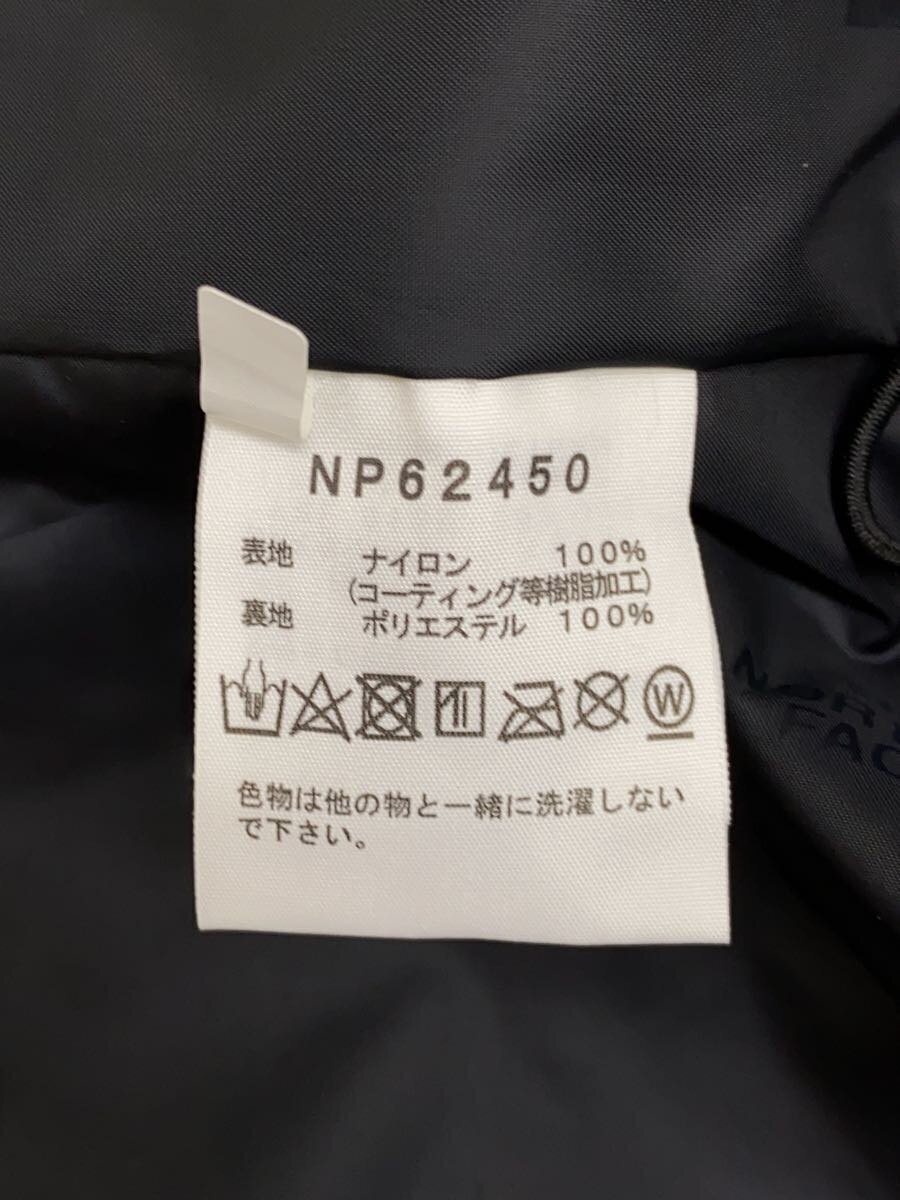 NP62450
表地 ナイロン 100%
(コーティング等樹脂加工)
裏地 ポリエステル 100%
W
色物は他の物と一緒に洗濯しない
で下さい。